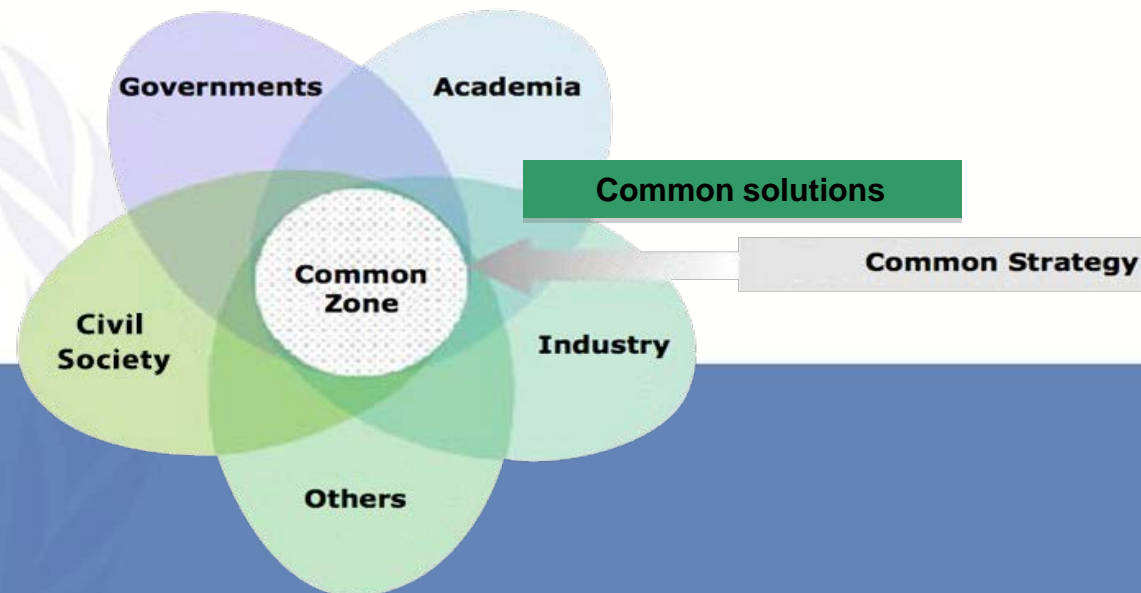 Governments
Academia
Common solutions
Common Strategy
Common
Zone
Civil
Society
Industry
Others